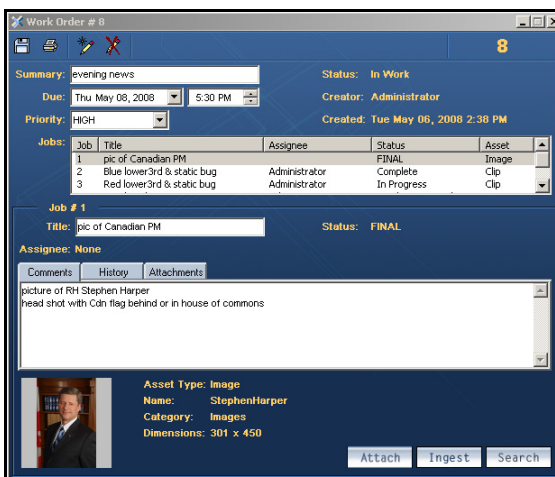 Work Order # 8
8
Summary: evening news Status: In Work
Due: Thu May 08, 2008 5:30 PM Creator: Administrator
Priority: HIGH Created: Tue May 06, 2008 2:38 PM
Jobs: Job Title Assignee Status Asset
1 pic of Canadian PM FINAL Image
2 Blue lower3rd & static bug Administrator Complete Clip
3 Red lower3rd & static bug Administrator In Progress Clip
Job # 1
Title: pic of Canadian PM Status: FINAL
Assignee: None
Comments History Attachments
picture of RH Stephen Harper
head shot with Cdn flag behind or in house of commons
Asset Type: Image
Name: StephenHarper
Category: Images
Dimensions: 301 x 450
Attach Ingest Search